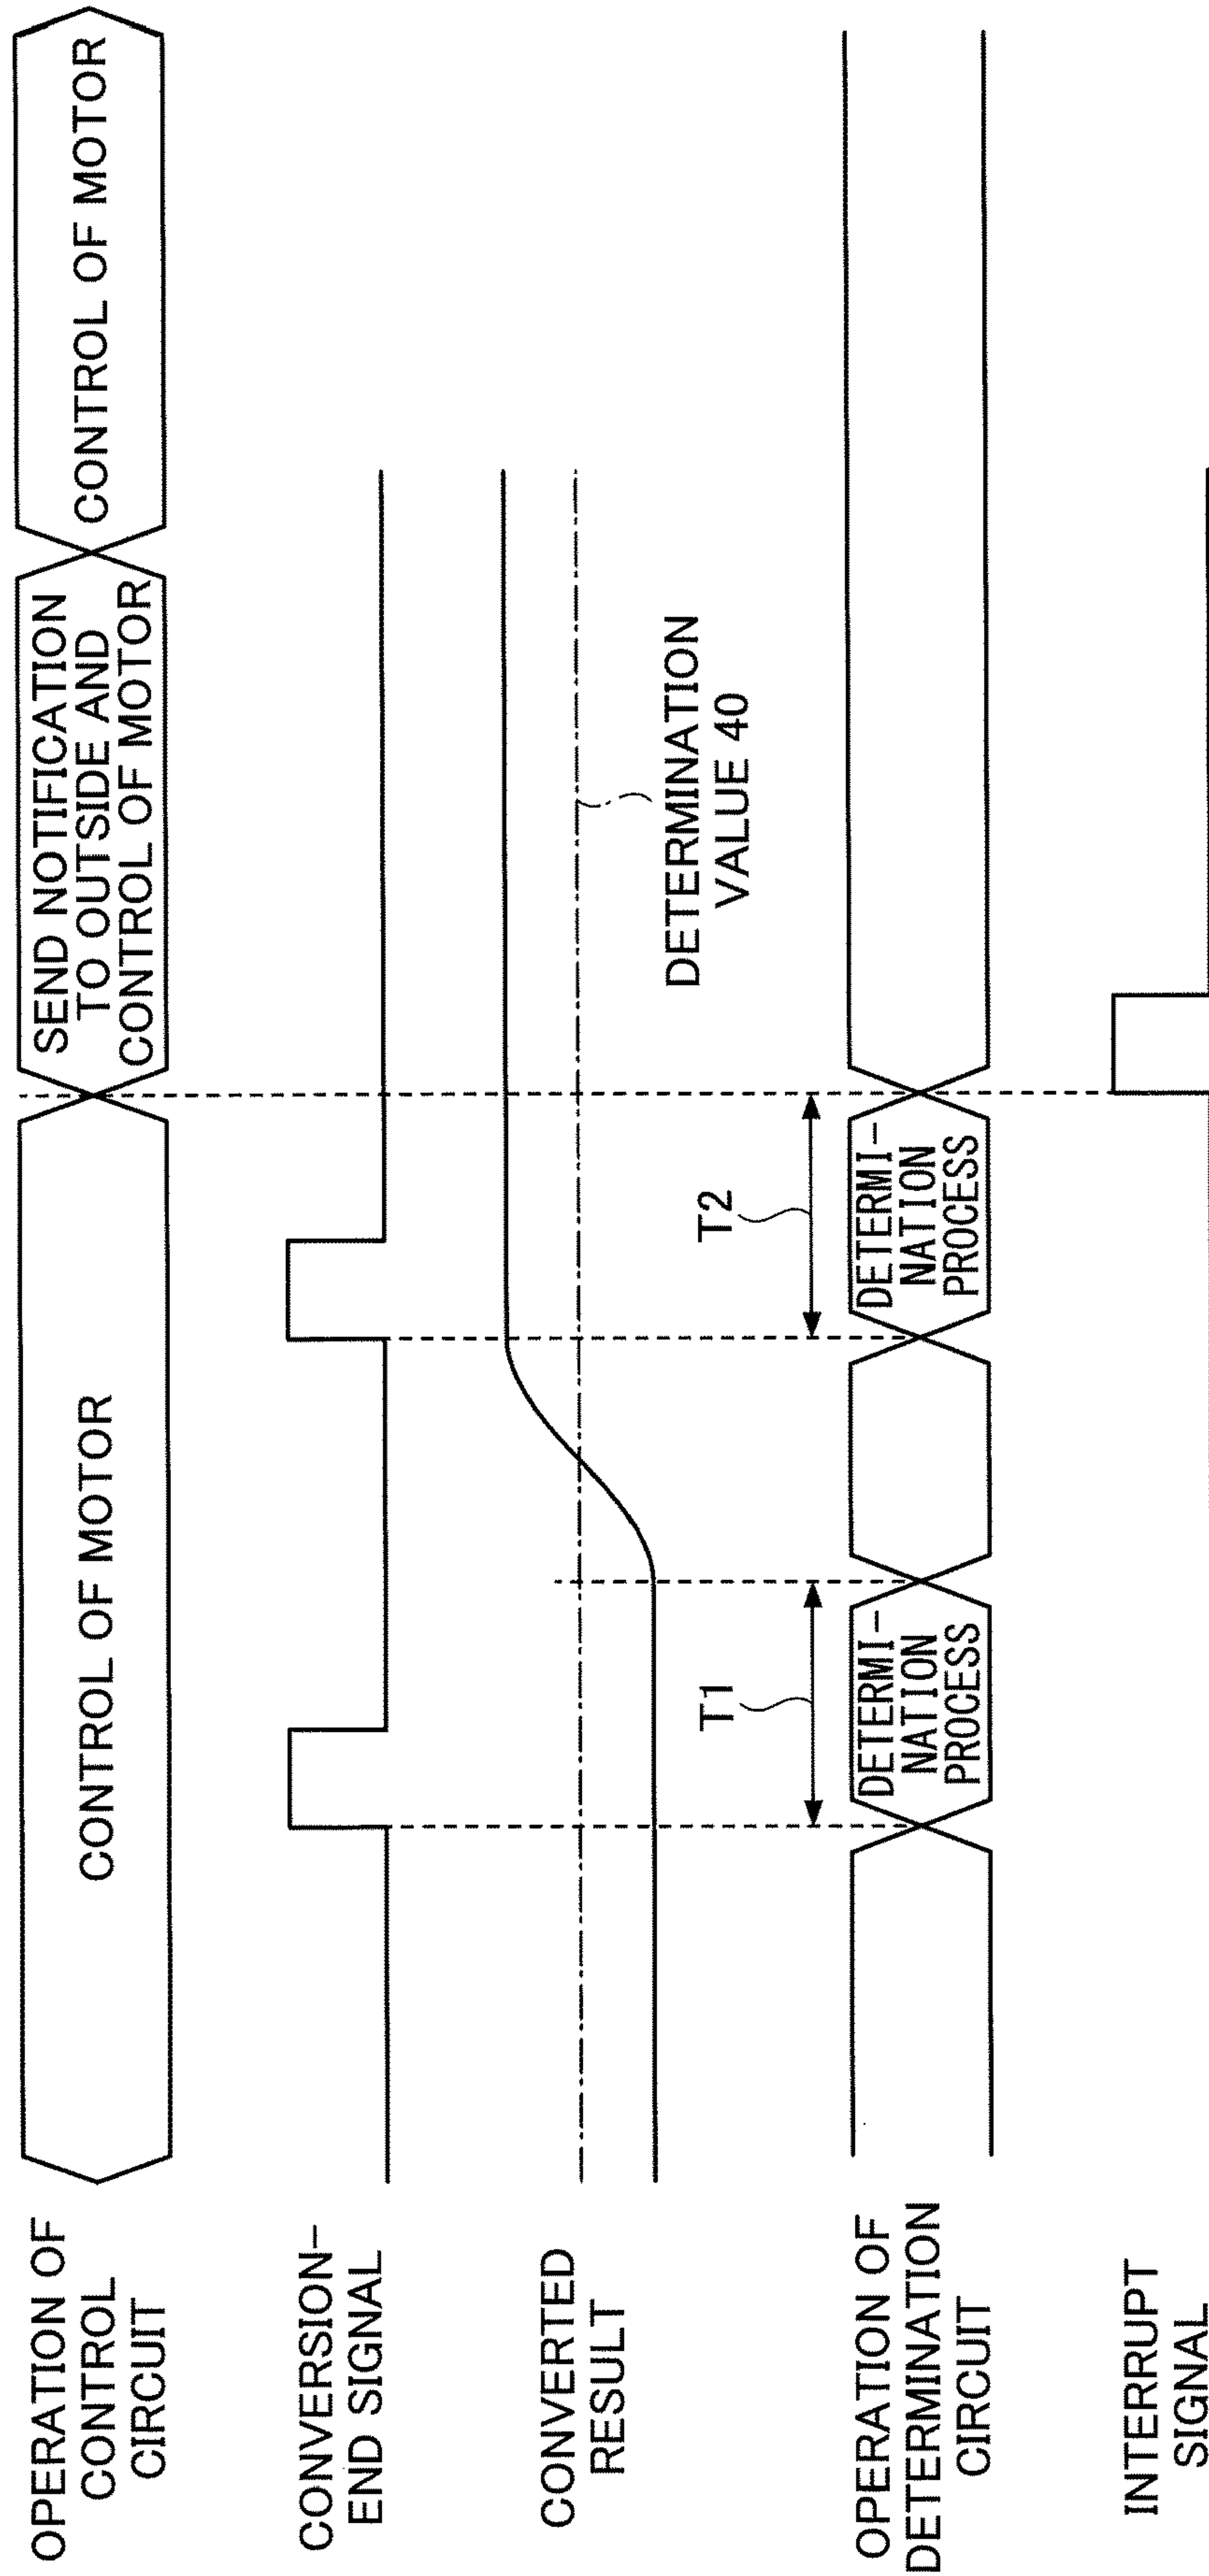 OPERATION OF
CONTROL
CIRCUIT
CONTROL OF MOTOR
SEND NOTIFICATION
TO OUTSIDE AND
CONTROL OF MOTOR
CONTROL OF MOTOR
CONVERSION-
END SIGNAL
CONVERTED
RESULT
DETERMINATION
VALUE 40
T1
T2
OPERATION OF
DETERMINATION
CIRCUIT
DETERMI-
NATION
PROCESS
DETERMI-
NATION
PROCESS
INTERRUPT
SIGNAL